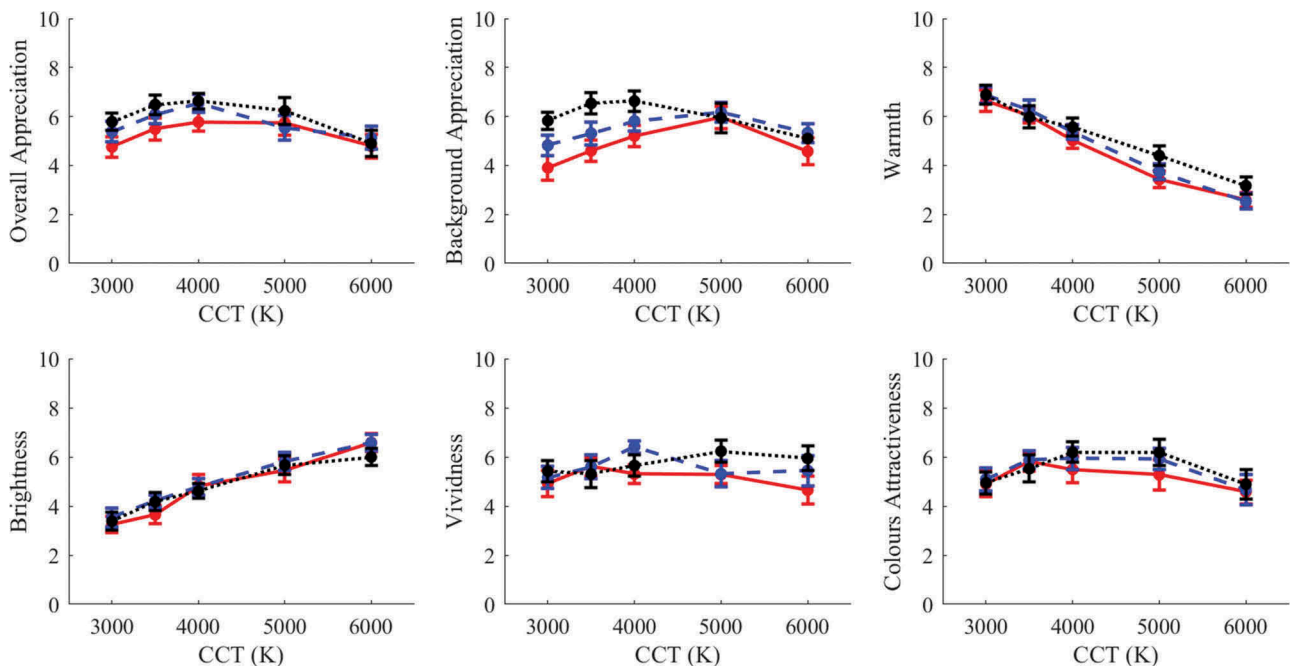 10
8
6
4
2
0
Overall Appreciation
3000 4000 5000 6000
CCT (K)
10
8
6
4
2
0
Background Appreciation
3000 4000 5000 6000
CCT (K)
10
8
6
4
2
0
Warmth
3000 4000 5000 6000
CCT (K)
10
8
6
4
2
0
Brightness
3000 4000 5000 6000
CCT (K)
10
8
6
4
2
0
Vividness
3000 4000 5000 6000
CCT (K)
10
8
6
4
2
0
Colours Attractiveness
3000 4000 5000 6000
CCT (K)